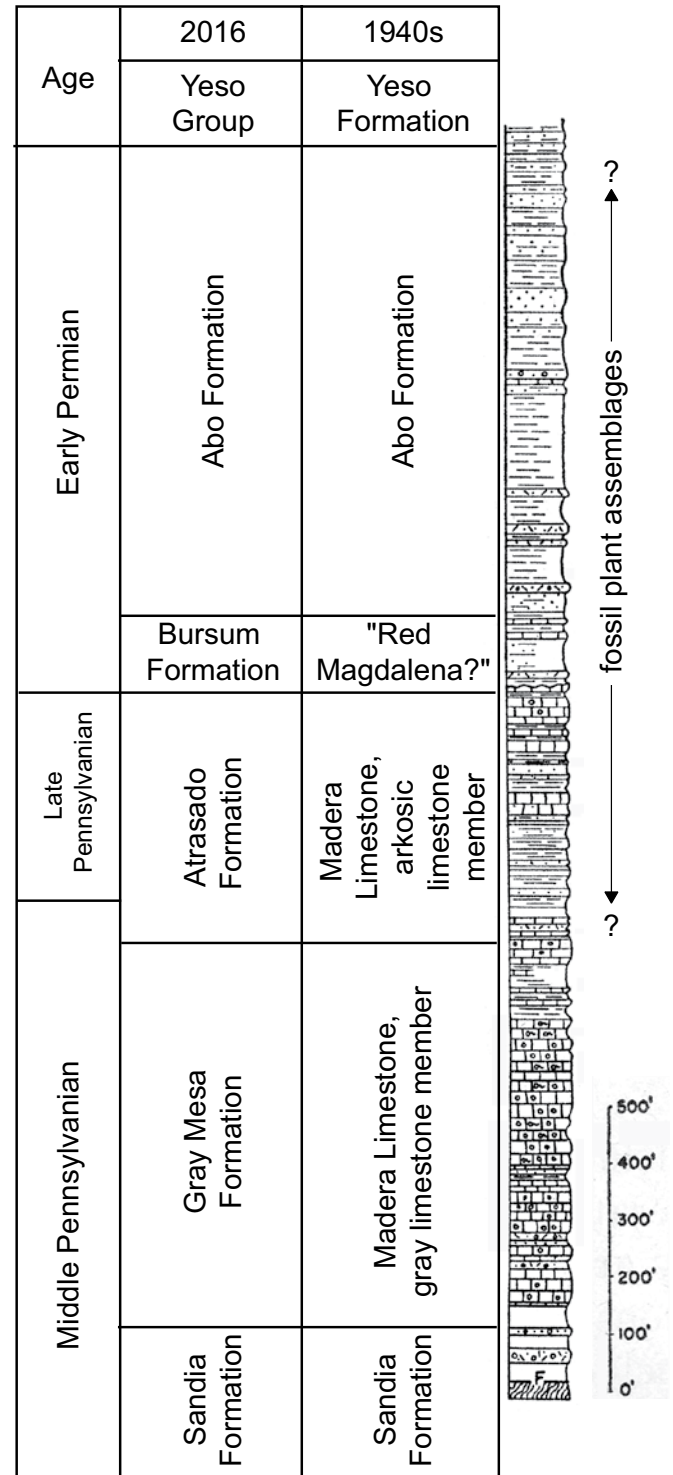 Age
2016
1940s
Yeso
Group
Yeso
Formation
Early Permian
Abo Formation
Abo Formation
Bursum
Formation
"Red
Magdalena?"
Late
Pennsylvanian
Atrasado
Formation
Madera
Limestone,
arkosic
limestone
member
Middle Pennsylvanian
Gray Mesa
Formation
Madera Limestone,
gray limestone member
Sandia
Formation
Sandia
Formation
?
fossil plant assemblages
?
500'
400'
300'
200'
100'
0'
F